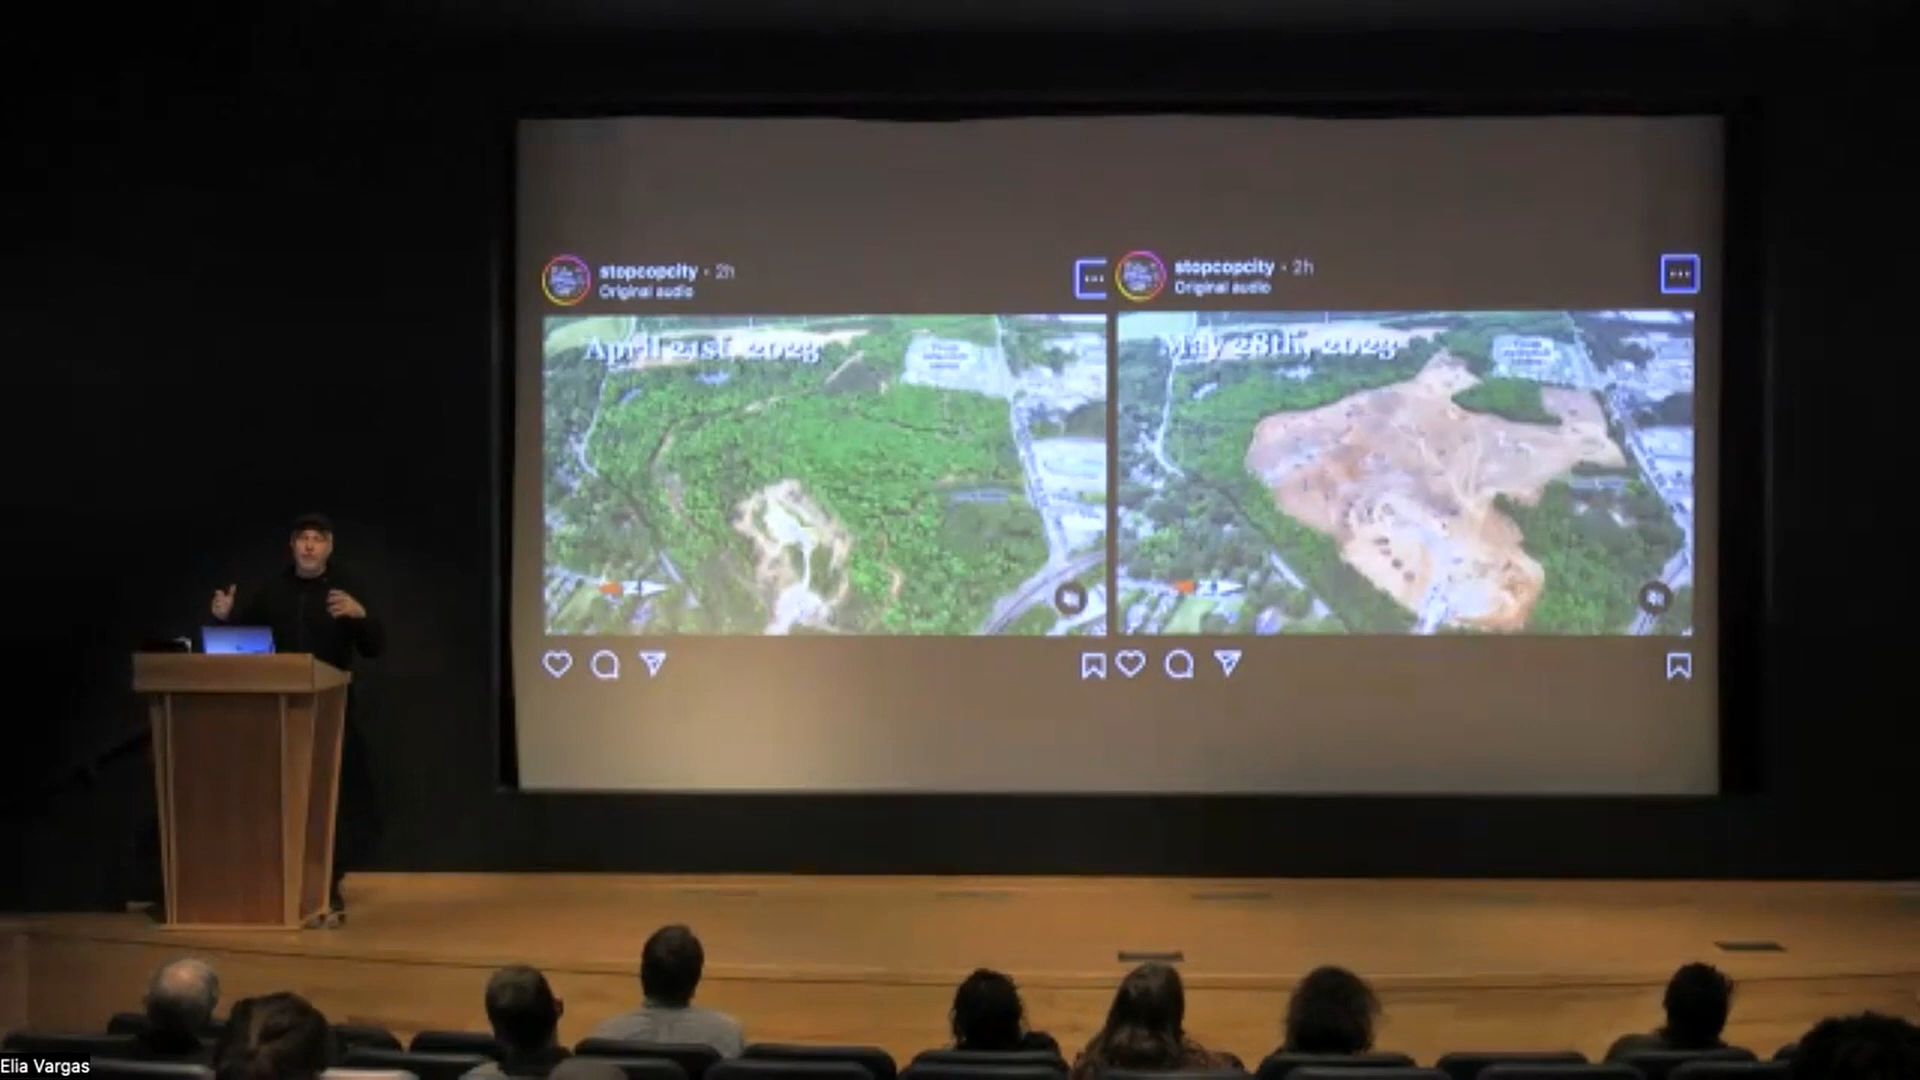 stopcopcity • 2h
Original audio
stopcopcity • 2h
Original audio
April 21st, 2023
May 28th, 2023
Elia Vargas